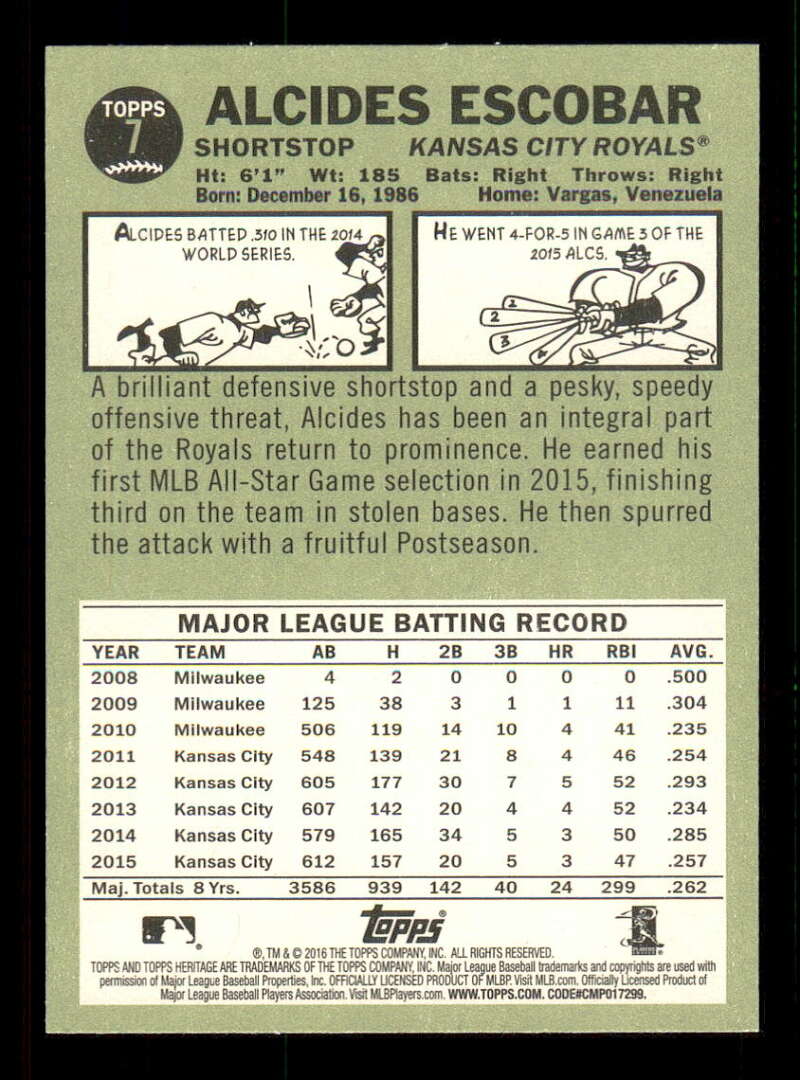 TOPPS
7
ALCIDES ESCOBAR
SHORTSTOP KANSAS CITY ROYALS®
Ht: 6'1" Wt: 185 Bats: Right Throws: Right
Born: December 16, 1986 Home: Vargas, Venezuela
ALCIDES BATTED .310 IN THE 2014
WORLD SERIES.
HE WENT 4-FOR-5 IN GAME 3 OF THE
2015 ALCS.
1
2
3
4
A brilliant defensive shortstop and a pesky, speedy
offensive threat, Alcides has been an integral part
of the Royals return to prominence. He earned his
first MLB All-Star Game selection in 2015, finishing
third on the team in stolen bases. He then spurred
the attack with a fruitful Postseason.
MAJOR LEAGUE BATTING RECORD
YEAR TEAM AB H 2B 3B HR RBI AVG.
2008 Milwaukee 4 2 0 0 0 0 .500
2009 Milwaukee 125 38 3 1 1 11 .304
2010 Milwaukee 506 119 14 10 4 41 .235
2011 Kansas City 548 139 21 8 4 46 .254
2012 Kansas City 605 177 30 7 5 52 .293
2013 Kansas City 607 142 20 4 4 52 .234
2014 Kansas City 579 165 34 5 3 50 .285
2015 Kansas City 612 157 20 5 3 47 .257
Maj. Totals 8 Yrs. 3586 939 142 40 24 299 .262
topps®
®, TM & © 2016 THE TOPPS COMPANY, INC. ALL RIGHTS RESERVED.
TOPPS AND TOPPS HERITAGE ARE TRADEMARKS OF THE TOPPS COMPANY, INC. Major League Baseball trademarks and copyrights are used with
permission of Major League Baseball Properties, Inc. OFFICIALLY LICENSED PRODUCT OF MLBP. Visit MLB.com. Officially Licensed Product of
Major League Baseball Players Association. Visit MLBPlayers.com. WWW.TOPPS.COM. CODE#CMP017299.